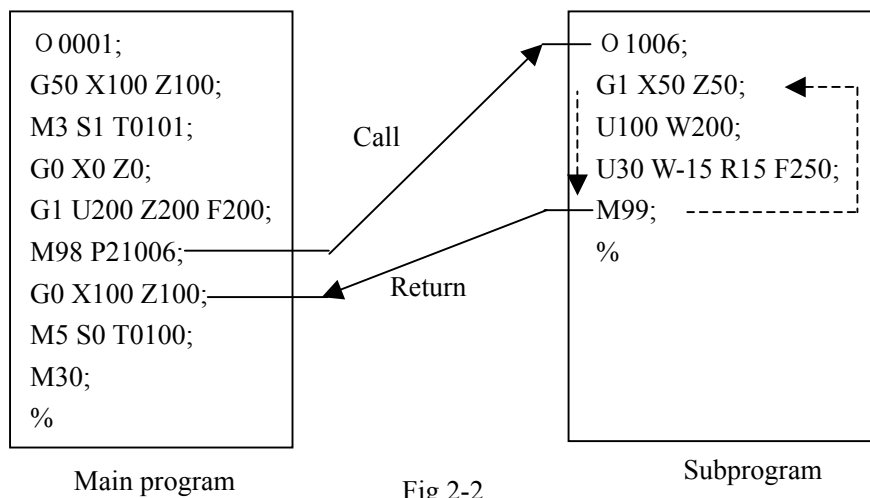 O 0001;
G50 X100 Z100;
M3 S1 T0101;
G0 X0 Z0;
G1 U200 Z200 F200;
M98 P21006;
G0 X100 Z100;
M5 S0 T0100;
M30;
%
Call
Return
O 1006;
G1 X50 Z50;
U100 W200;
U30 W-15 R15 F250;
M99;
%
Main program
Fig 2-2
Subprogram